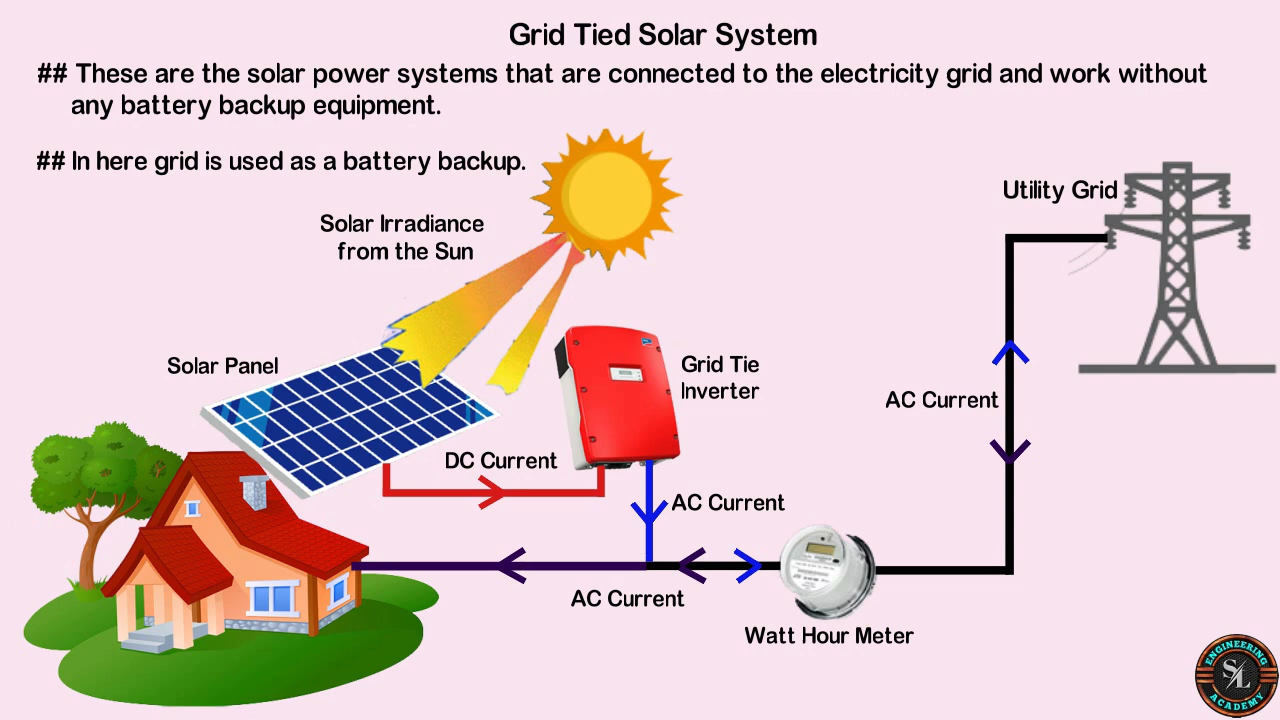 Grid Tied Solar System
## These are the solar power systems that are connected to the electricity grid and work without
any battery backup equipment.
## In here grid is used as a battery backup.
Utility Grid
Solar Irradiance
from the Sun
Solar Panel
Grid Tie
Inverter
AC Current
DC Current
AC Current
AC Current
Watt Hour Meter
ENGINEERING
S/L
ACADEMY